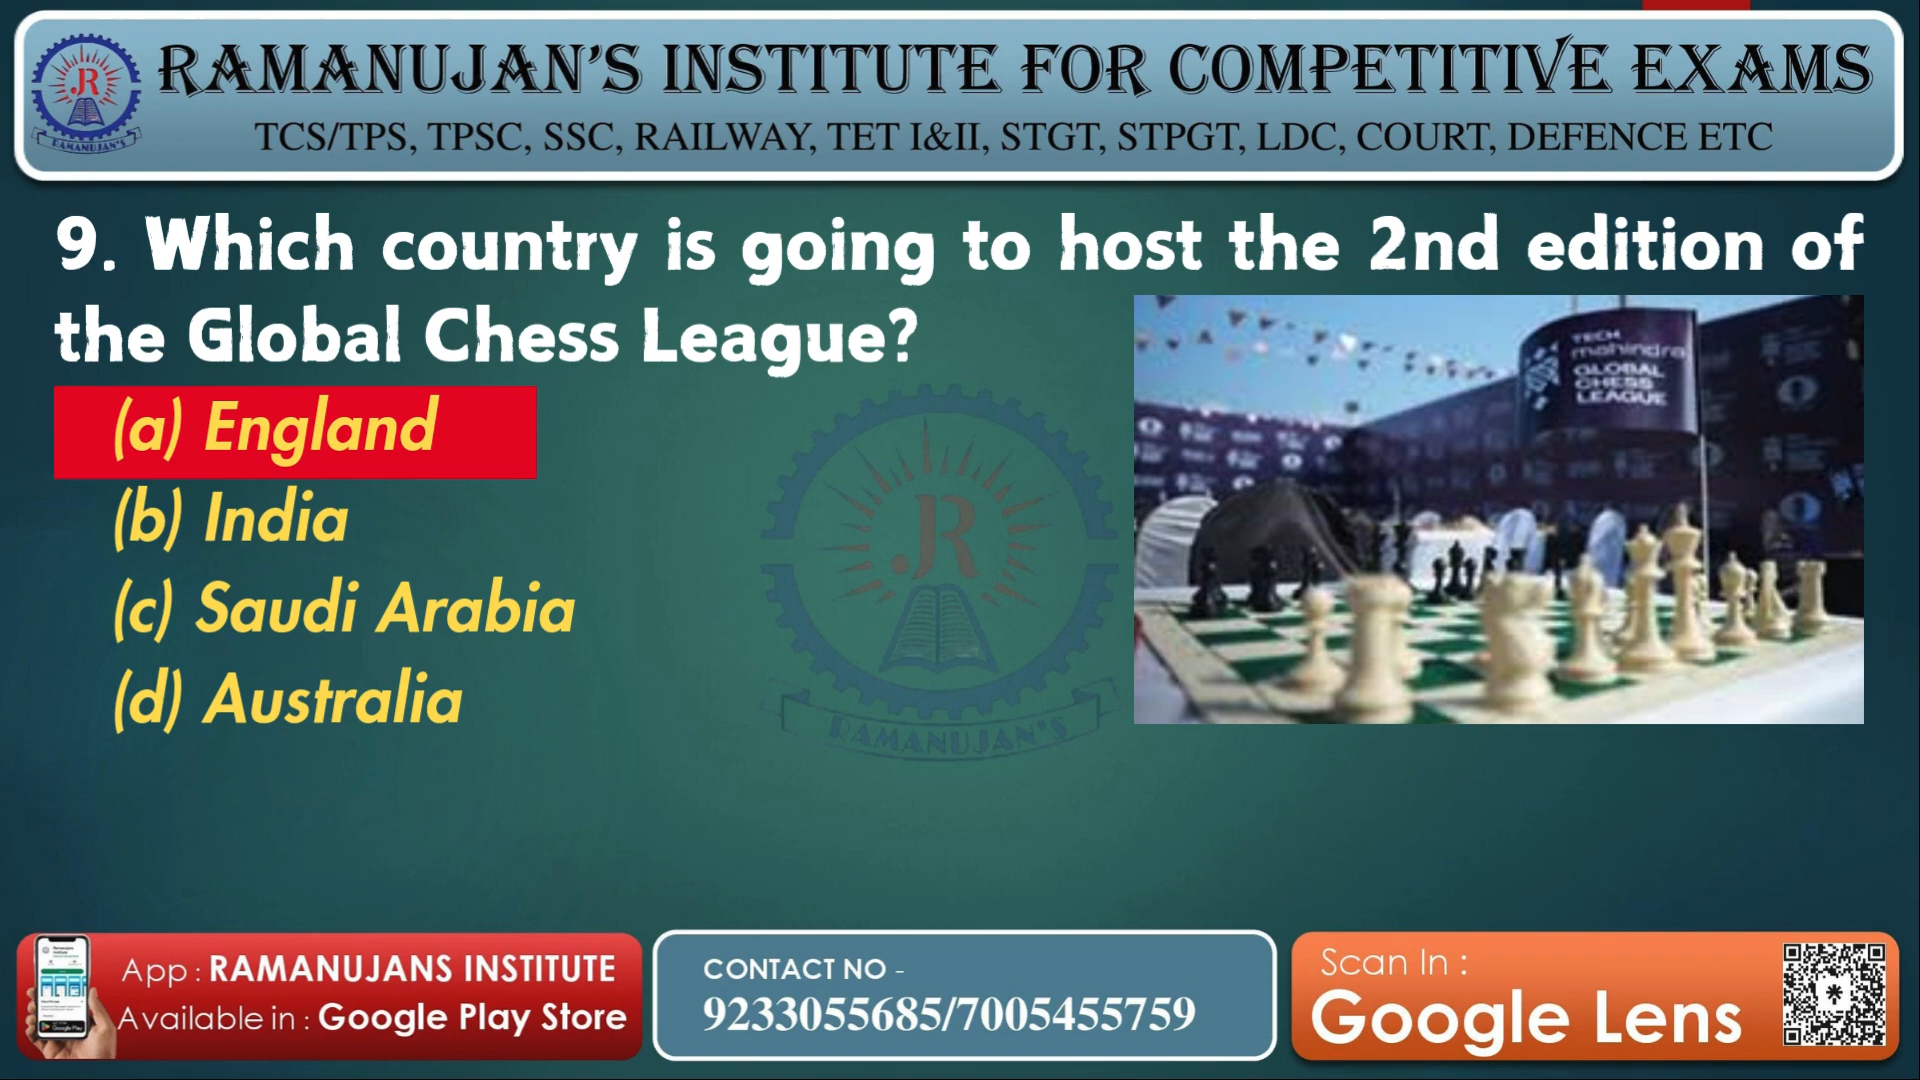 RAMANUJAN'S INSTITUTE FOR COMPETITIVE EXAMS
TCS/TPS, TPSC, SSC, RAILWAY, TET I&II, STGT, STPGT, LDC, COURT, DEFENCE ETC
JR
RAMANUJAN'S
9. Which country is going to host the 2nd edition of
the Global Chess League?
(a) England
(b) India
(c) Saudi Arabia
(d) Australia
TECH
mahindra
GLOBAL
CHESS
LEAGUE
JR
RAMANUJAN'S
App : RAMANUJANS INSTITUTE
Available in : Google Play Store
CONTACT NO -
9233055685/7005455759
Scan In :
Google Lens